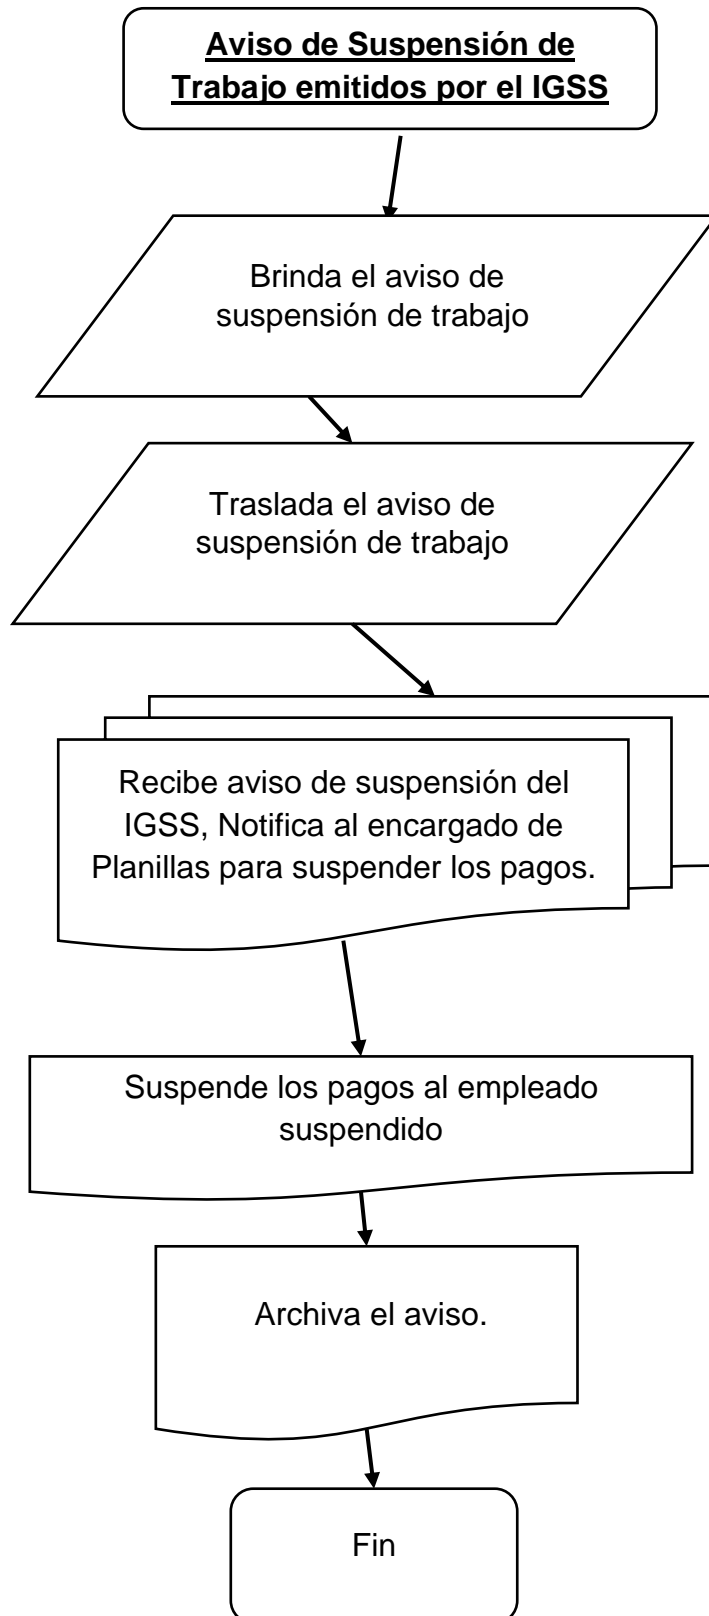 Aviso de Suspensión de
Trabajo emitidos por el IGSS
Brinda el aviso de
suspensión de trabajo
Traslada el aviso de
suspensión de trabajo
Recibe aviso de suspensión del
IGSS, Notifica al encargado de
Planillas para suspender los pagos.
Suspende los pagos al empleado
suspendido
Archiva el aviso.
Fin